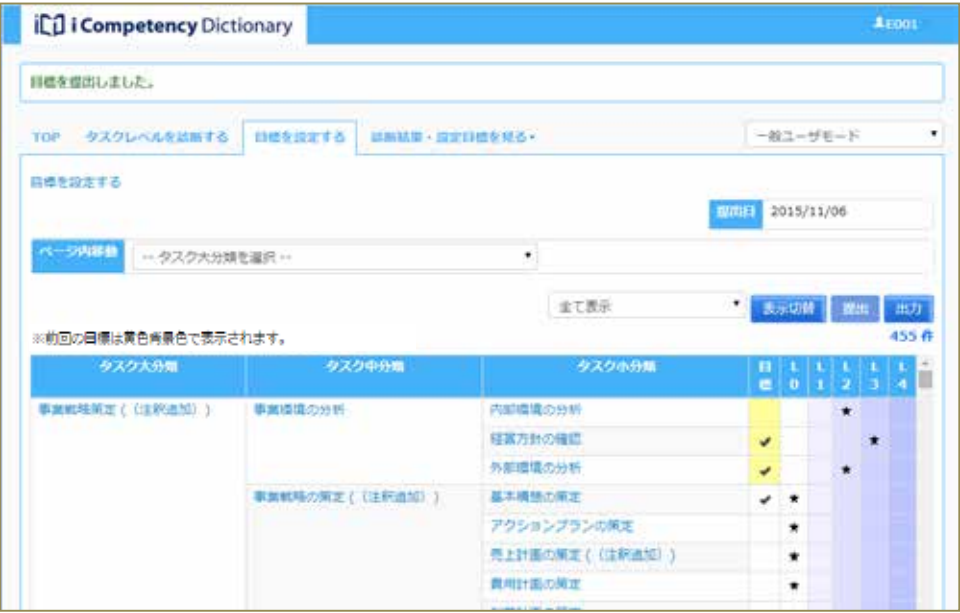 iCD i Competency Dictionary
E001
目標を提出しました。
TOP タスクレベルを診断する 目標を設定する 診断結果・設定目標を見る
一般ユーザモード
目標を設定する
提出日 2015/11/06
ページ内移動 -- タスク大分類を選択 --
全て表示 表示切替 提出 出力
※前回の目標は黄色背景色で表示されます。 455 件
タスク大分類 タスク中分類 タスク小分類 目標 L0 L1 L2 L3 L4
事業戦略策定 (（注釈追加）) 事業環境の分析 内部環境の分析 ★
経営方針の確認 ✔ ★
外部環境の分析 ✔ ★
事業戦略の策定 (（注釈追加）) 基本構想の策定 ✔ ★
アクションプランの策定 ★
売上計画の策定 (（注釈追加）) ★
費用計画の策定 ★